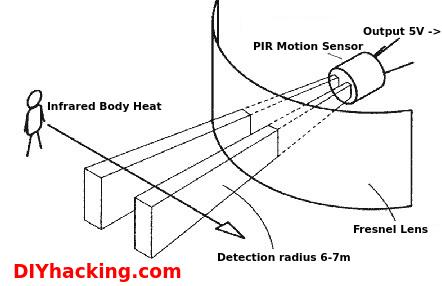 Output 5V ->
PIR Motion Sensor
Infrared Body Heat
Fresnel Lens
Detection radius 6-7m
DIYhacking.com